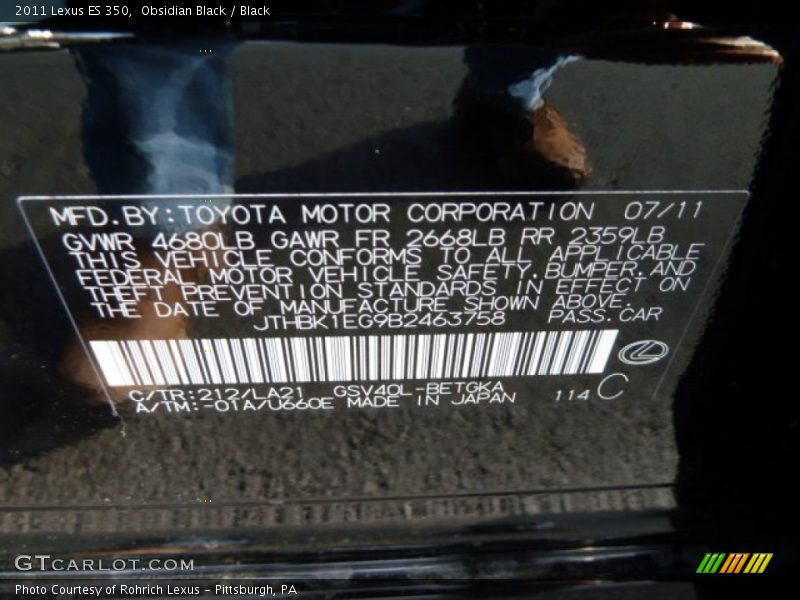 2011 Lexus ES 350, Obsidian Black / Black
MFD.BY:TOYOTA MOTOR CORPORATION 07/11
GVWR 4680LB GAWR FR 2668LB RR 2359LB
THIS VEHICLE CONFORMS TO ALL APPLICABLE
FEDERAL MOTOR VEHICLE SAFETY,BUMPER,AND
THEFT PREVENTION STANDARDS IN EFFECT ON
THE DATE OF MANUFACTURE SHOWN ABOVE.
JTHBK1EG9B2463758 PASS.CAR
C/TR:212/LA21 GSV40L-BETGKA
A/TM:-01A/U660E MADE IN JAPAN 114 C
GTCARLOT.COM
Photo Courtesy of Rohrich Lexus - Pittsburgh, PA